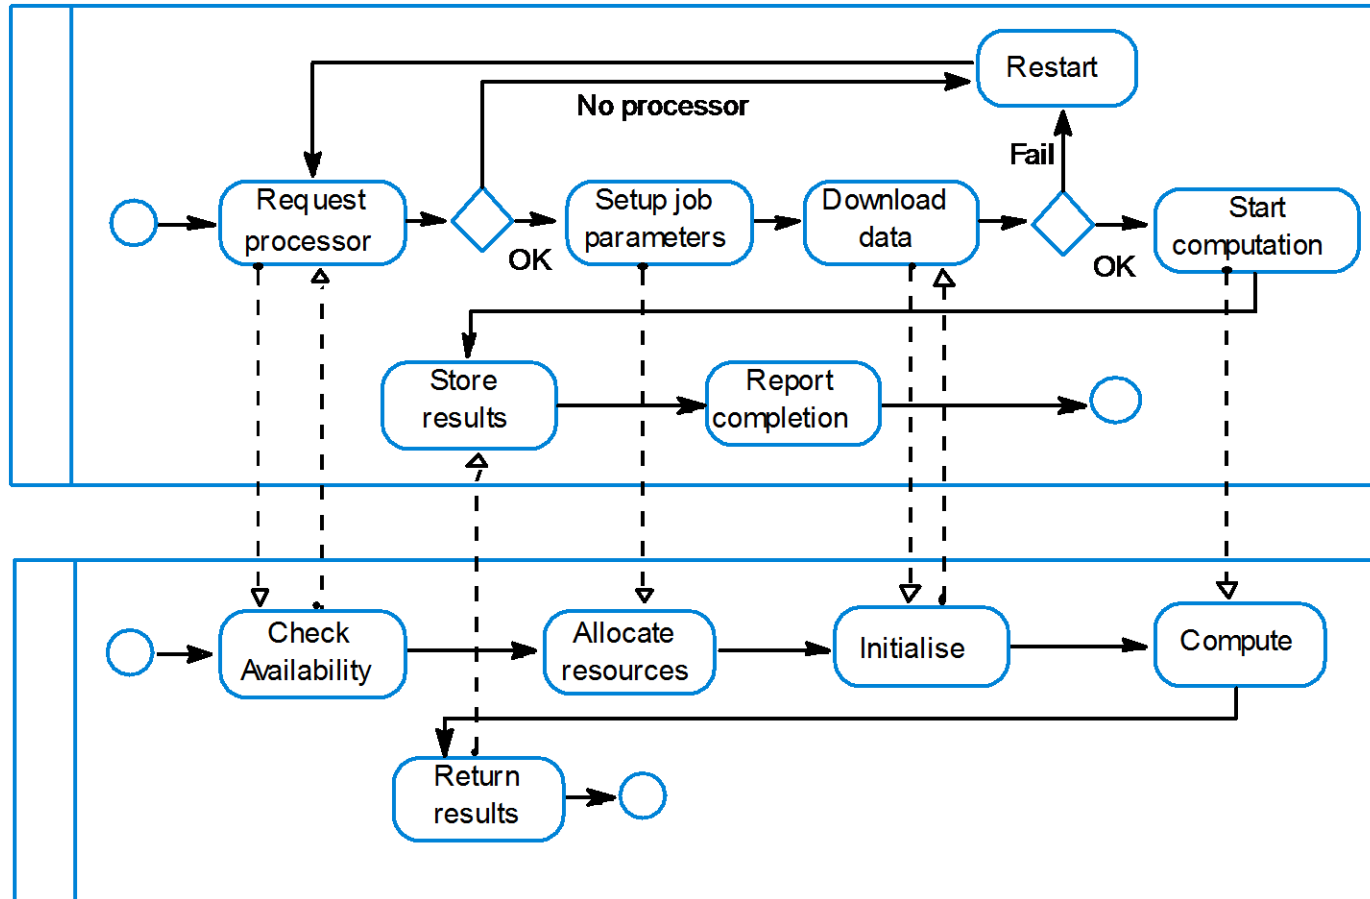 Restart
No processor
Fail
Request
processor
OK
Setup job
parameters
Download
data
OK
Start
computation
Store
results
Report
completion
Check
Availability
Allocate
resources
Initialise
Compute
Return
results